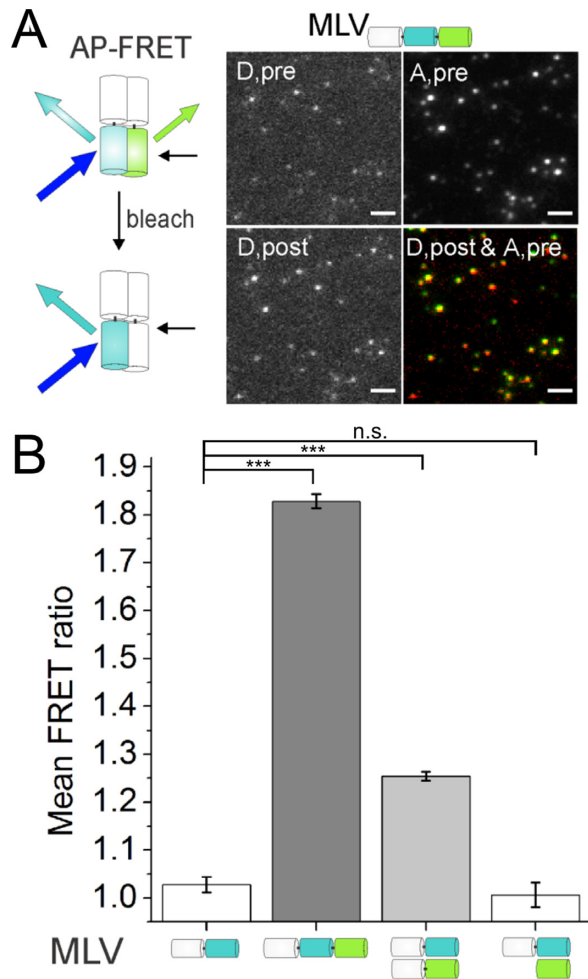 A
AP-FRET
bleach
MLV
D,pre
A,pre
D,post
D,post & A,pre
B
n.s.
***
***
1.9
1.8
1.7
1.6
1.5
1.4
1.3
1.2
1.1
1.0
Mean FRET ratio
MLV